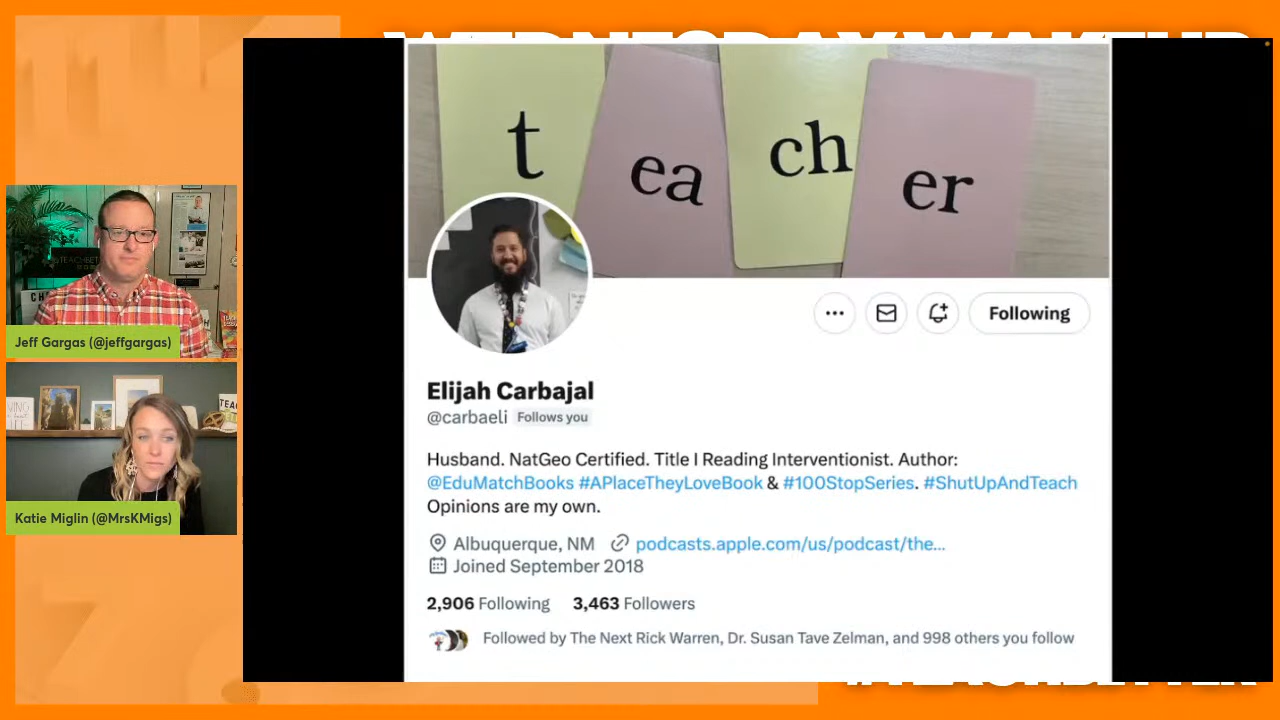 WEDNESDAY WAKEUP
t
ea
ch
er
Following
Elijah Carbajal
@carbaeli Follows you
Husband. NatGeo Certified. Title I Reading Interventionist. Author:
@EduMatchBooks #APlaceTheyLoveBook & #100StopSeries. #ShutUpAndTeach
Opinions are my own.
Albuquerque, NM podcasts.apple.com/us/podcast/the...
Joined September 2018
2,906 Following 3,463 Followers
Followed by The Next Rick Warren, Dr. Susan Tave Zelman, and 998 others you follow
Jeff Gargas (@jeffgargas)
Katie Miglin (@MrsKMigs)
#TEACHBETTER